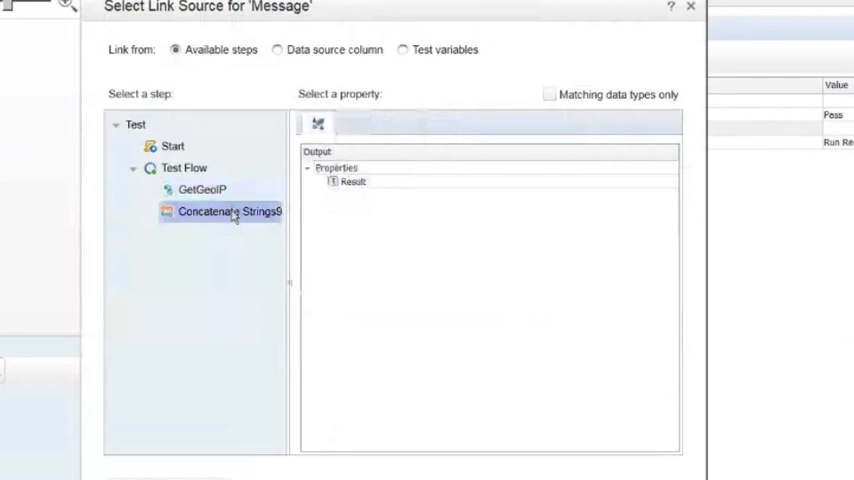 Select Link Source for 'Message'
?
Link from: Available steps Data source column Test variables
Select a step: Select a property: Matching data types only
Test
Start
Test Flow
GetGeoIP
Concatenate Strings9
Output
Properties
Result
Value
Pass
Run Re